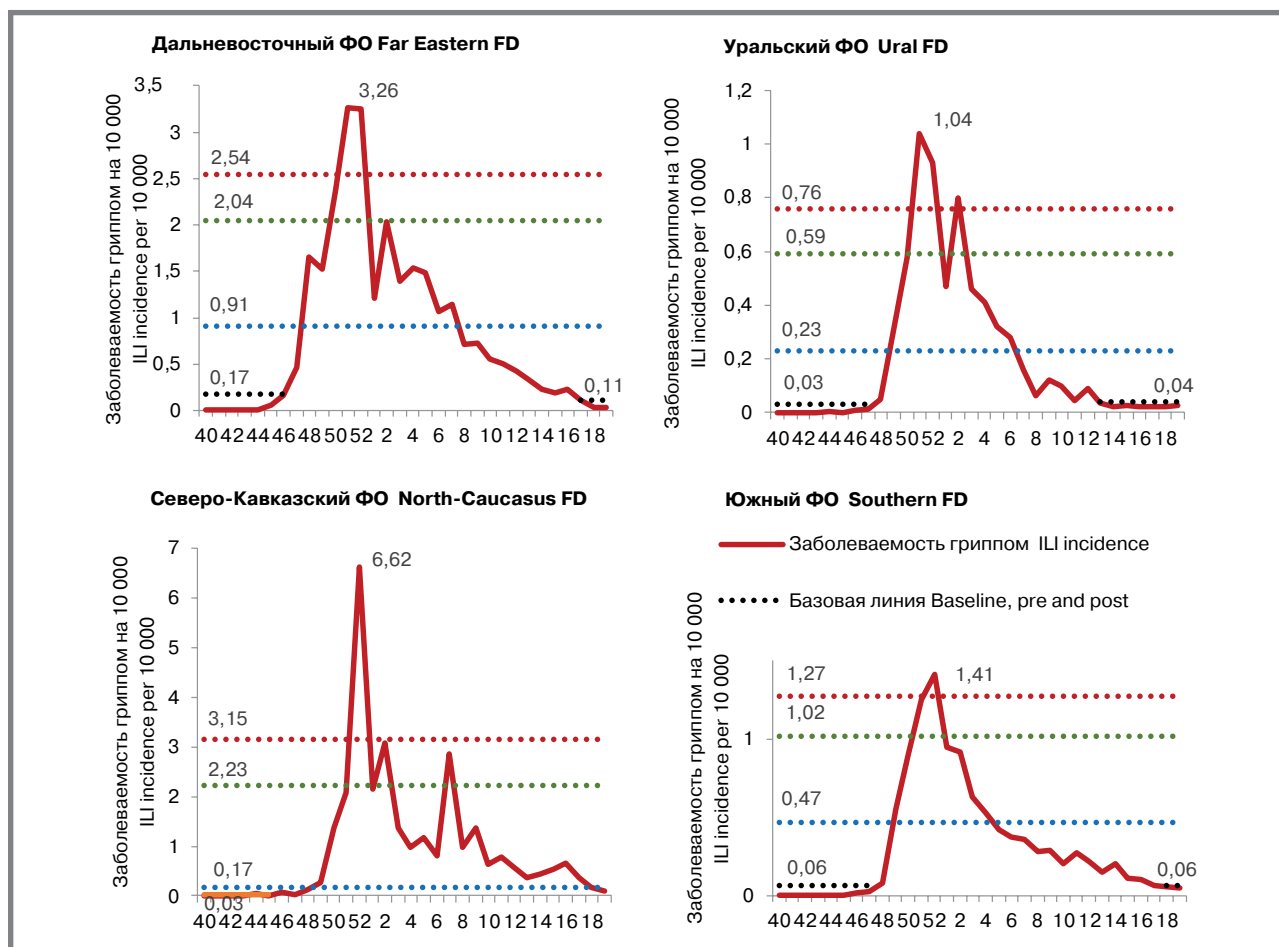 Дальневосточный ФО Far Eastern FD
Заболеваемость гриппом на 10 000
ILI incidence per 10 000
3,5
3
2,5
2
1,5
1
0,5
0
3,26
2,54
2,04
0,91
0,17
0,11
40 42 44 46 48 50 52 2 4 6 8 10 12 14 16 18
Уральский ФО Ural FD
Заболеваемость гриппом на 10 000
ILI incidence per 10 000
1,2
1
0,8
0,6
0,4
0,2
0
1,04
0,76
0,59
0,23
0,03
0,04
40 42 44 46 48 50 52 2 4 6 8 10 12 14 16 18
Северо-Кавказский ФО North-Caucasus FD
Заболеваемость гриппом на 10 000
ILI incidence per 10 000
7
6
5
4
3
2
1
0
6,62
3,15
2,23
0,17
0,03
40 42 44 46 48 50 52 2 4 6 8 10 12 14 16 18
Южный ФО Southern FD
Заболеваемость гриппом ILI incidence
Базовая линия Baseline, pre and post
Заболеваемость гриппом на 10 000
ILI incidence per 10 000
1
0
1,27
1,41
1,02
0,47
0,06
0,06
40 42 44 46 48 50 52 2 4 6 8 10 12 14 16 18